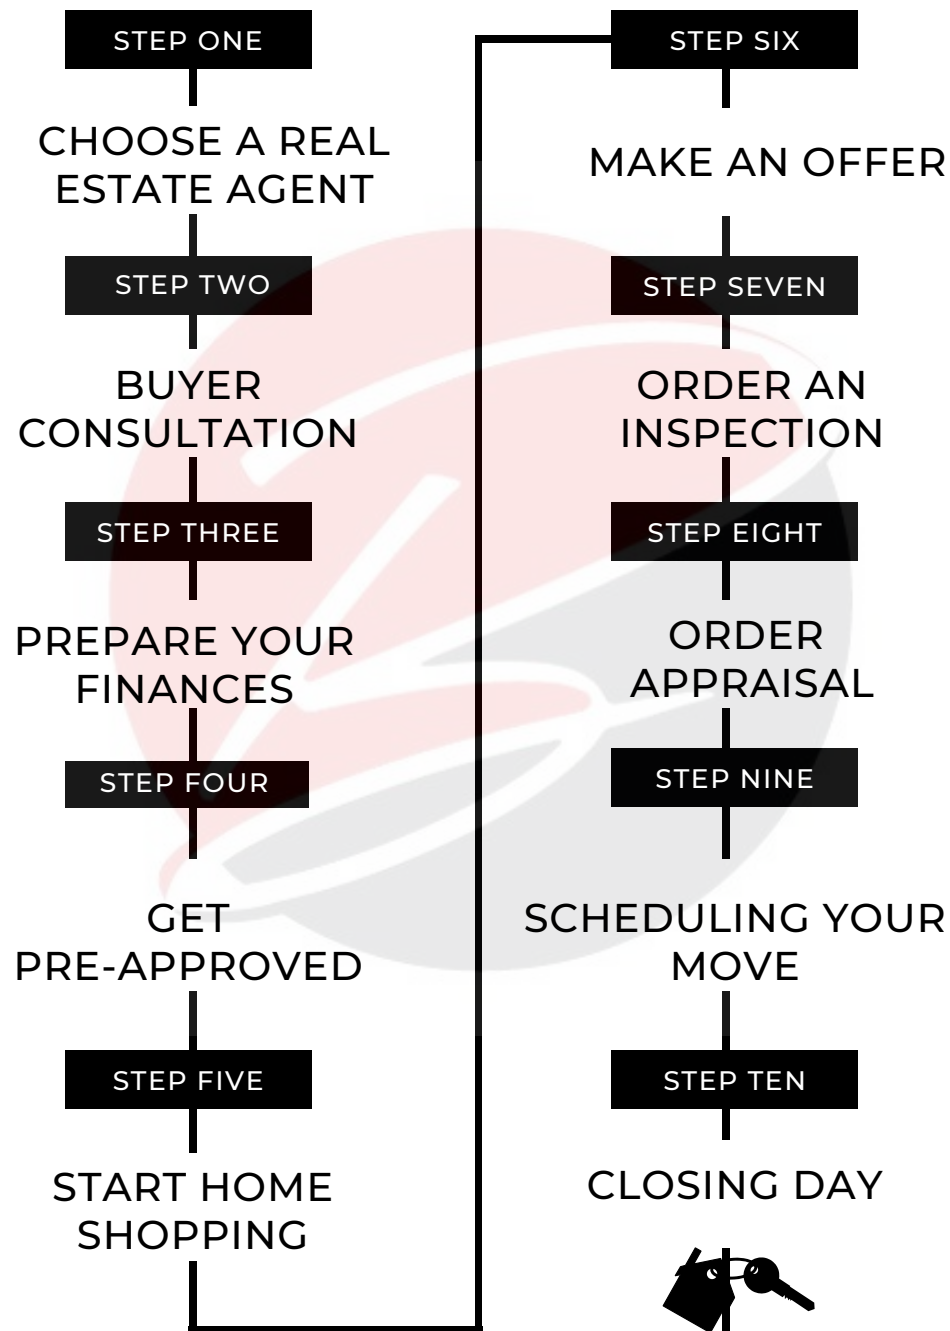 STEP ONE
CHOOSE A REAL
ESTATE AGENT
STEP TWO
BUYER
CONSULTATION
STEP THREE
PREPARE YOUR
FINANCES
STEP FOUR
GET
PRE-APPROVED
STEP FIVE
START HOME
SHOPPING
STEP SIX
MAKE AN OFFER
STEP SEVEN
ORDER AN
INSPECTION
STEP EIGHT
ORDER
APPRAISAL
STEP NINE
SCHEDULING YOUR
MOVE
STEP TEN
CLOSING DAY